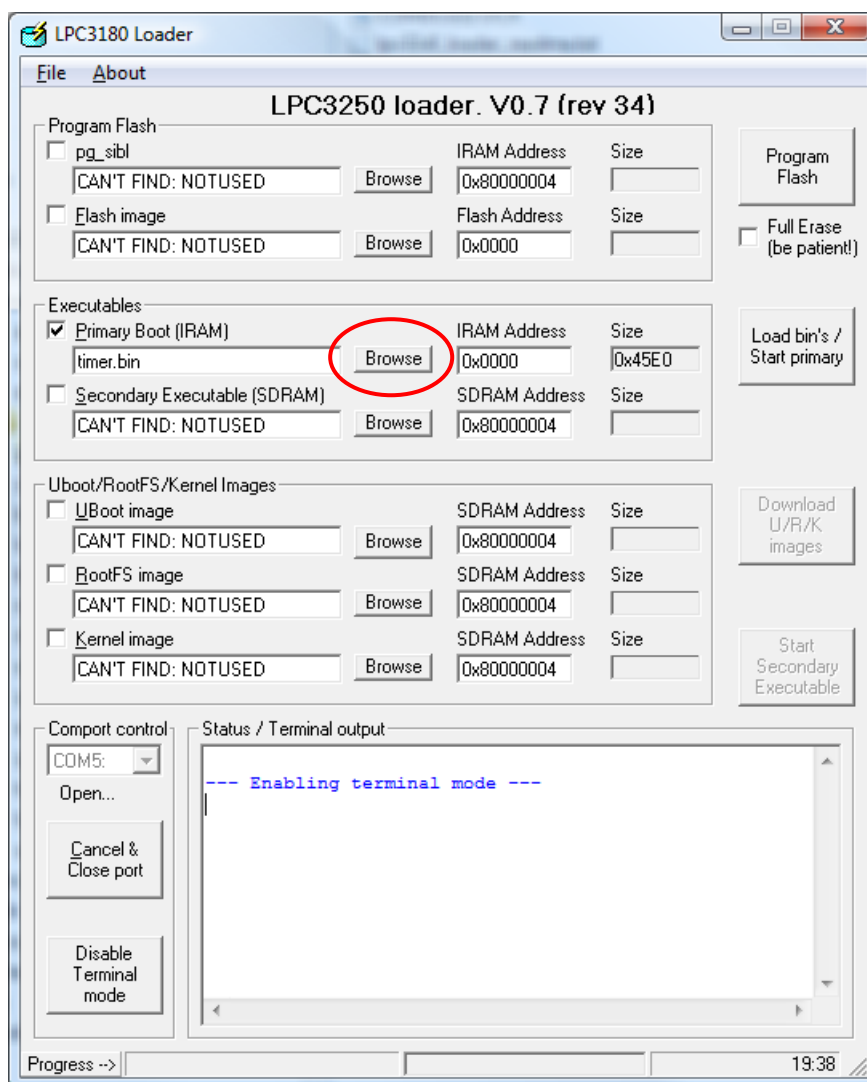 LPC3180 Loader
File About
LPC3250 loader. V0.7 (rev 34)
Program Flash
pg_sibl IRAM Address Size
CAN'T FIND: NOTUSED Browse 0x80000004
Flash image Flash Address Size
CAN'T FIND: NOTUSED Browse 0x0000
Program
Flash
Full Erase
(be patient!)
Executables
Primary Boot (IRAM) IRAM Address Size
timer.bin Browse 0x0000 0x45E0
Secondary Executable (SDRAM) SDRAM Address Size
CAN'T FIND: NOTUSED Browse 0x80000004
Load bin's /
Start primary
Uboot/RootFS/Kernel Images
UBoot image SDRAM Address Size
CAN'T FIND: NOTUSED Browse 0x80000004
RootFS image SDRAM Address Size
CAN'T FIND: NOTUSED Browse 0x80000004
Kernel image SDRAM Address Size
CAN'T FIND: NOTUSED Browse 0x80000004
Download
U/R/K
images
Start
Secondary
Executable
Comport control
COM5:
Open...
Cancel &
Close port
Disable
Terminal
mode
Status / Terminal output
--- Enabling terminal mode ---
Progress --> 19:38